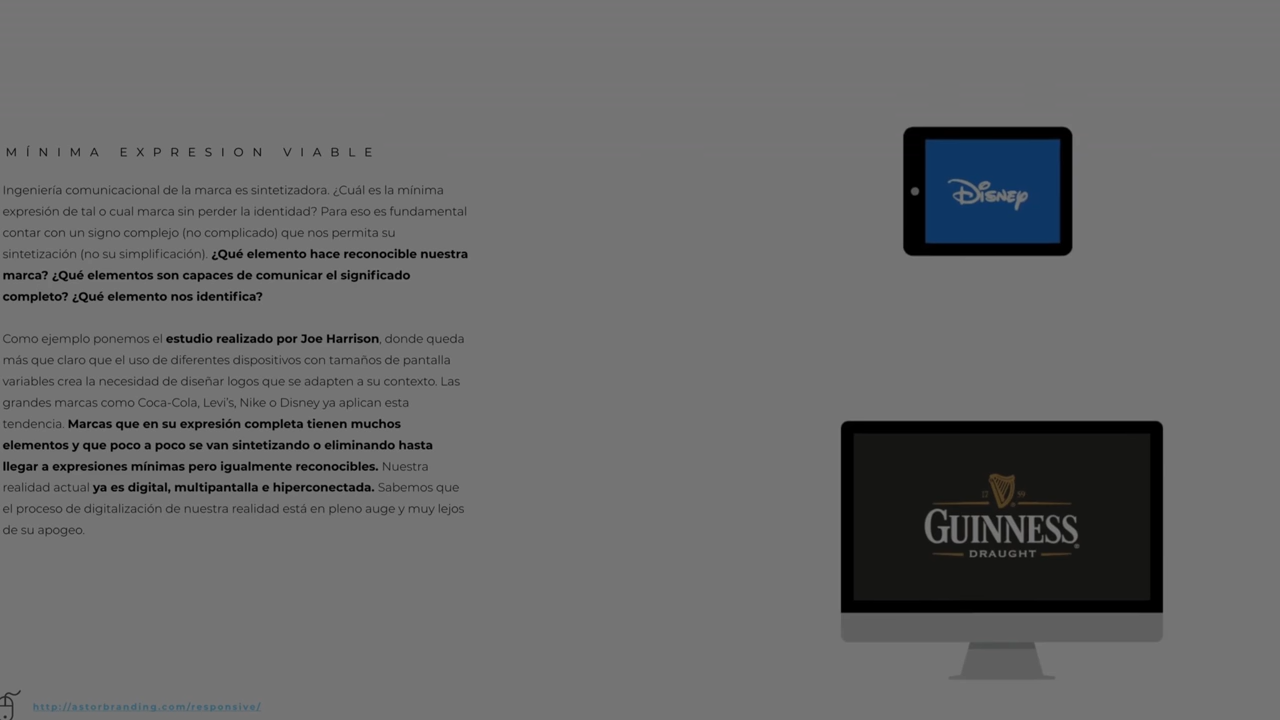 MÍNIMA EXPRESION VIABLE
Ingeniería comunicacional de la marca es sintetizadora. ¿Cuál es la mínima
expresión de tal o cual marca sin perder la identidad? Para eso es fundamental
contar con un signo complejo (no complicado) que nos permita su
sintetización (no su simplificación). ¿Qué elemento hace reconocible nuestra
marca? ¿Qué elementos son capaces de comunicar el significado
completo? ¿Qué elemento nos identifica?
Como ejemplo ponemos el estudio realizado por Joe Harrison, donde queda
más que claro que el uso de diferentes dispositivos con tamaños de pantalla
variables crea la necesidad de diseñar logos que se adapten a su contexto. Las
grandes marcas como Coca-Cola, Levi's, Nike o Disney ya aplican esta
tendencia. Marcas que en su expresión completa tienen muchos
elementos y que poco a poco se van sintetizando o eliminando hasta
llegar a expresiones mínimas pero igualmente reconocibles. Nuestra
realidad actual ya es digital, multipantalla e hiperconectada. Sabemos que
el proceso de digitalización de nuestra realidad está en pleno auge y muy lejos
de su apogeo.
http://astorbranding.com/responsive/
Disney
17 59
GUINNESS
DRAUGHT